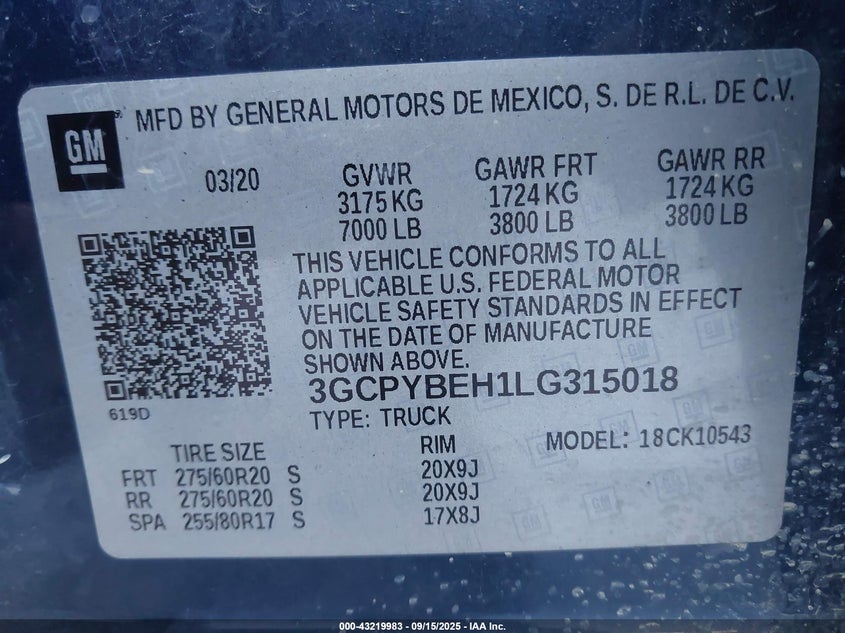 GM
MFD BY GENERAL MOTORS DE MEXICO, S. DE R.L. DE C.V.
03/20
GVWR GAWR FRT GAWR RR
3175 KG 1724 KG 1724 KG
7000 LB 3800 LB 3800 LB
THIS VEHICLE CONFORMS TO ALL
APPLICABLE U.S. FEDERAL MOTOR
VEHICLE SAFETY STANDARDS IN EFFECT
ON THE DATE OF MANUFACTURE
SHOWN ABOVE.
3GCPYBEH1LG315018
619D
TYPE: TRUCK
TIRE SIZE RIM MODEL: 18CK10543
FRT 275/60R20 S 20X9J
RR 275/60R20 S 20X9J
SPA 255/80R17 S 17X8J
000-43219983 - 09/15/2025 - IAA Inc.